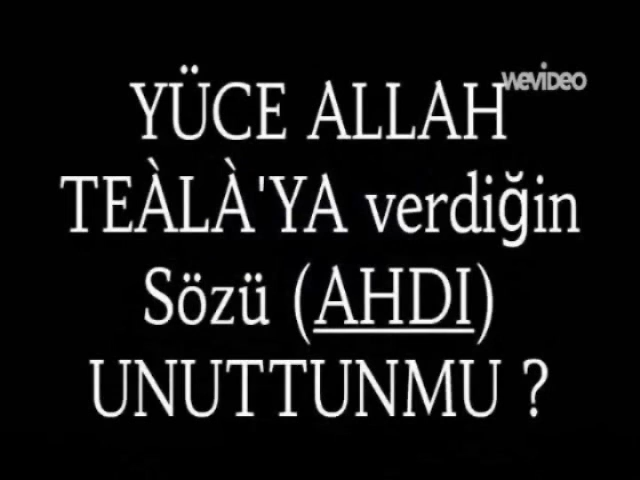 wevideo
YÜCE ALLAH
TEÀLÀ'YA verdiğin
Sözü (AHDI)
UNUTTUNMU ?